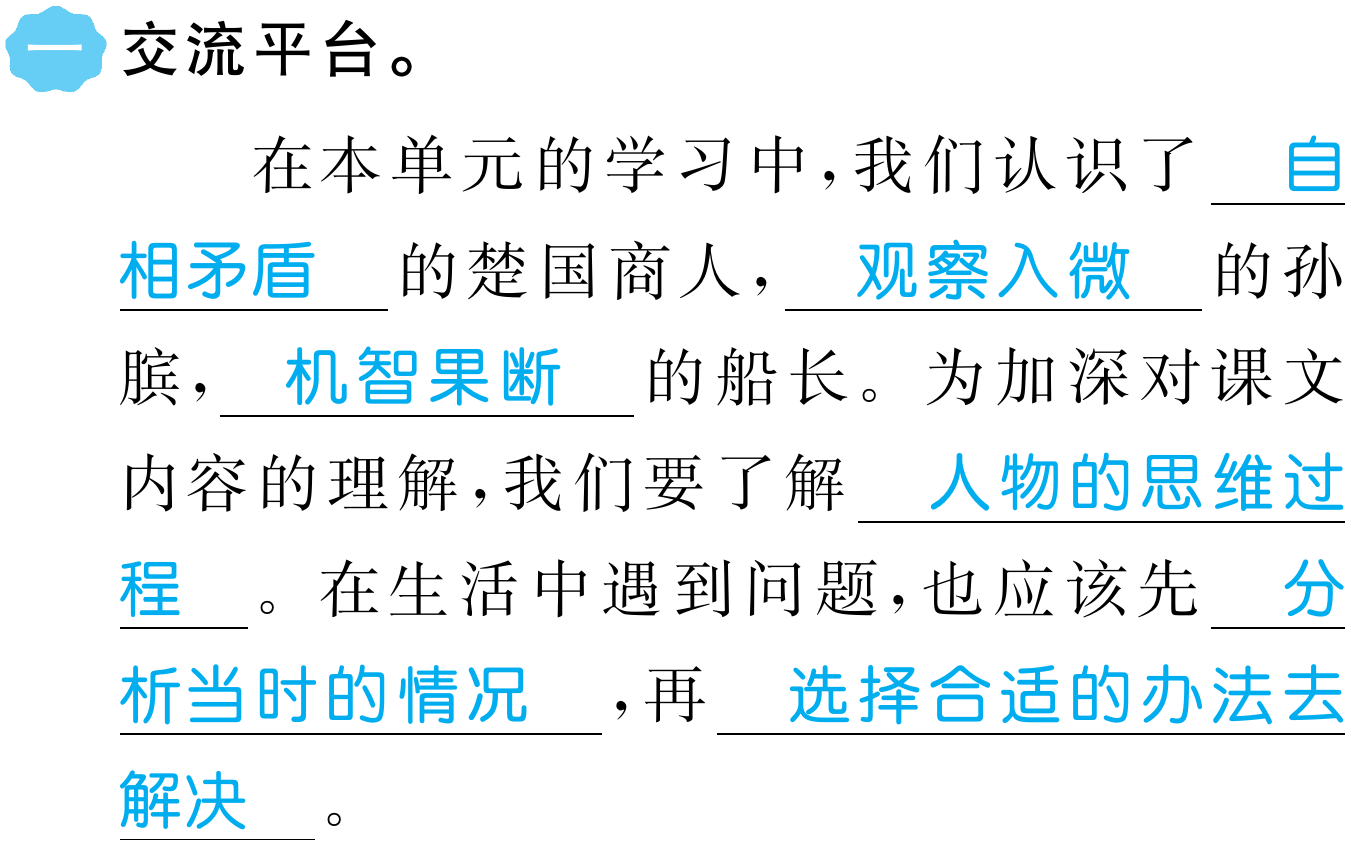 一 交流平台。
在本单元的学习中,我们认识了 自
相矛盾 的楚国商人, 观察入微 的孙
膑, 机智果断 的船长。为加深对课文
内容的理解,我们要了解 人物的思维过
程 。在生活中遇到问题,也应该先 分
析当时的情况 ,再 选择合适的办法去
解决 。